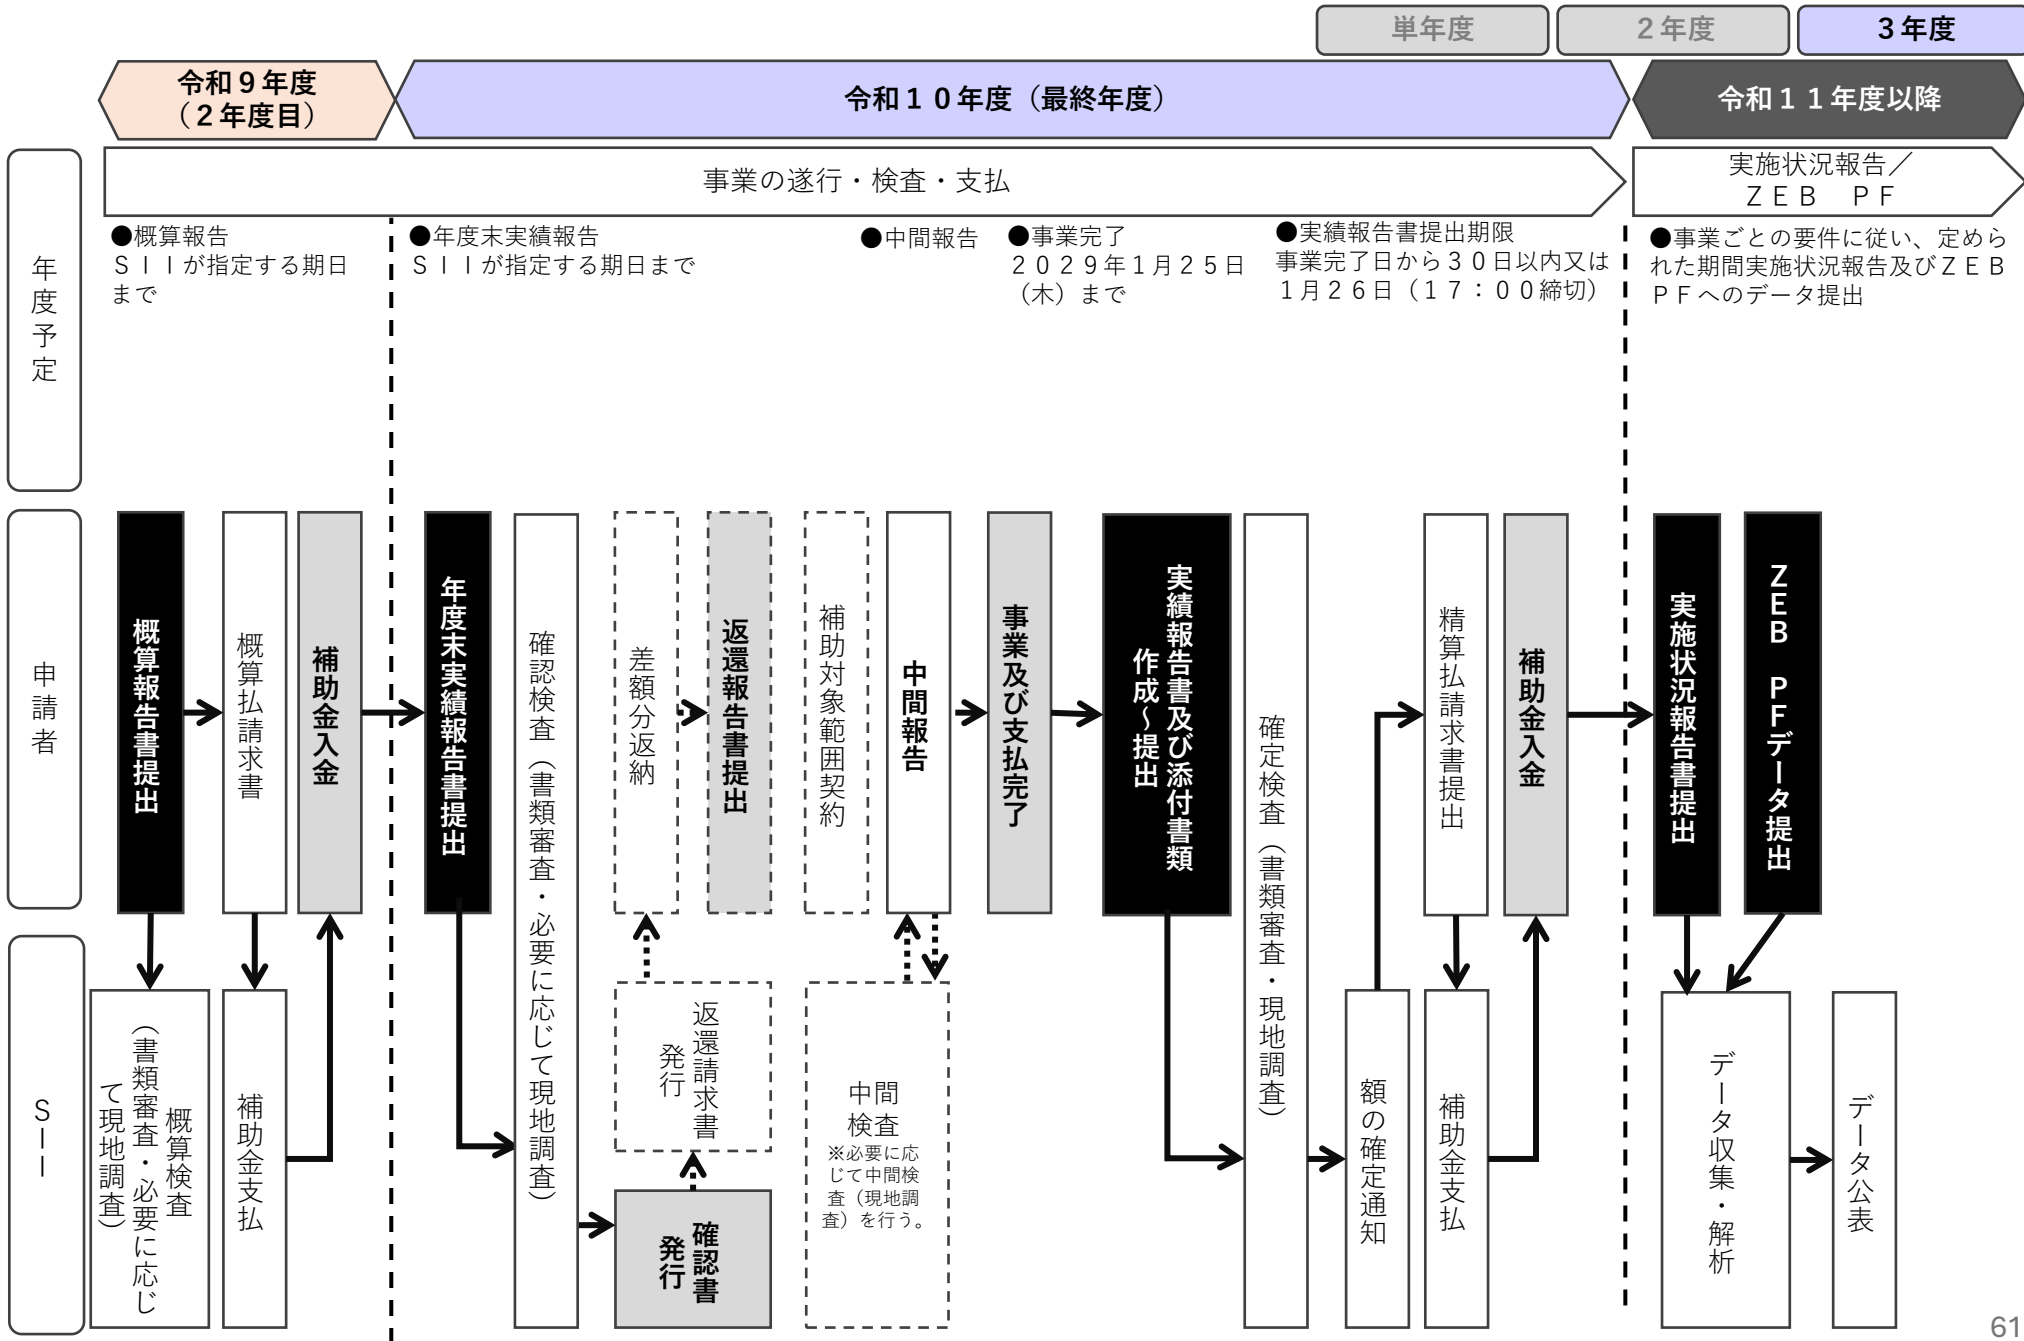 単年度
２年度
３年度
令和９年度
（２年度目）
令和１０年度（最終年度）
令和１１年度以降
年度予定
事業の遂行・検査・支払
実施状況報告／
ＺＥＢ　ＰＦ
●概算報告
ＳＩＩが指定する期日
まで
●年度末実績報告
ＳＩＩが指定する期日まで
●中間報告
●事業完了
２０２９年１月２５日
（木）まで
●実績報告書提出期限
事業完了日から３０日以内又は
１月２６日（１７：００締切）
●事業ごとの要件に従い、定めら
れた期間実施状況報告及びＺＥＢ
ＰＦへのデータ提出
申請者
概算報告書提出
概算払請求書
補助金入金
年度末実績報告書提出
確認検査（書類審査・必要に応じて現地調査）
差額分返納
返還報告書提出
補助対象範囲契約
中間報告
事業及び支払完了
実績報告書及び添付書類
作成～提出
確定検査（書類審査・現地調査）
精算払請求書提出
補助金入金
実施状況報告書提出
ＺＥＢ　ＰＦデータ提出
ＳＩＩ
概算検査
（書類審査・必要に応じ
て現地調査）
補助金支払
返還請求書
発行
確認書
発行
中間
検査
※必要に応
じて中間検
査（現地調
査）を行う。
額の確定通知
補助金支払
データ収集・解析
データ公表
61